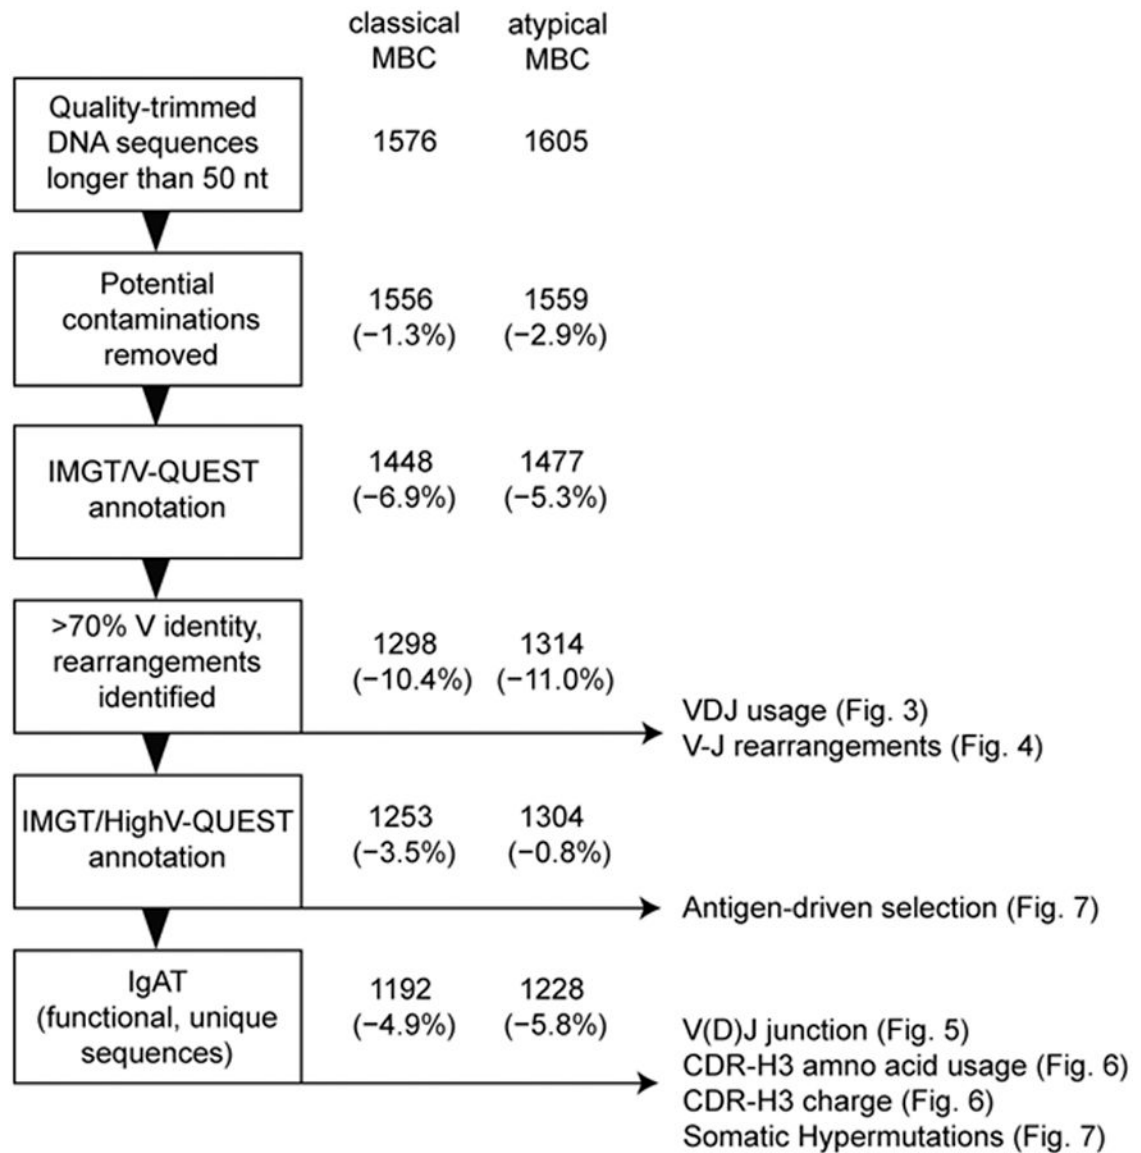 classical
MBC
atypical
MBC
Quality-trimmed
DNA sequences
longer than 50 nt
1576
1605
Potential
contaminations
removed
1556
(−1.3%)
1559
(−2.9%)
IMGT/V-QUEST
annotation
1448
(−6.9%)
1477
(−5.3%)
>70% V identity,
rearrangements
identified
1298
(−10.4%)
1314
(−11.0%)
VDJ usage (Fig. 3)
V-J rearrangements (Fig. 4)
IMGT/HighV-QUEST
annotation
1253
(−3.5%)
1304
(−0.8%)
Antigen-driven selection (Fig. 7)
IgAT
(functional, unique
sequences)
1192
(−4.9%)
1228
(−5.8%)
V(D)J junction (Fig. 5)
CDR-H3 amno acid usage (Fig. 6)
CDR-H3 charge (Fig. 6)
Somatic Hypermutations (Fig. 7)